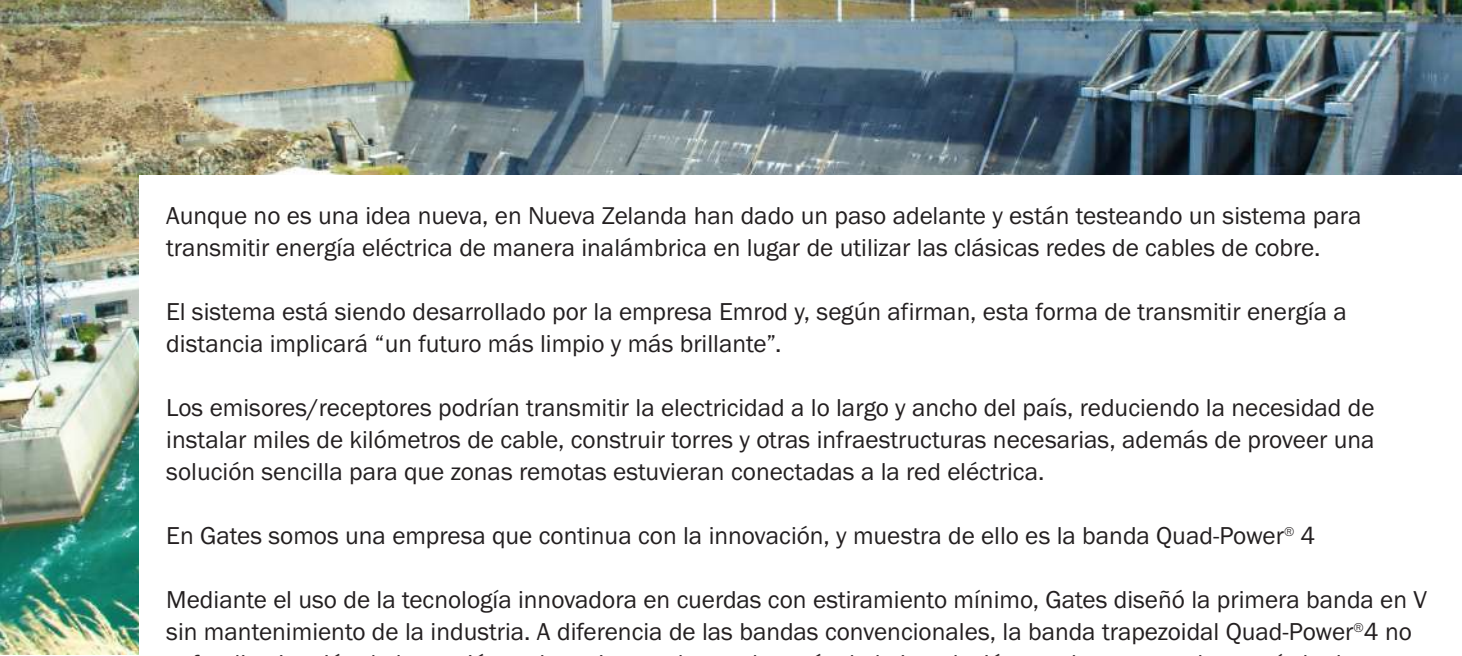 Aunque no es una idea nueva, en Nueva Zelanda han dado un paso adelante y están testeando un sistema para
transmitir energía eléctrica de manera inalámbrica en lugar de utilizar las clásicas redes de cables de cobre.
El sistema está siendo desarrollado por la empresa Emrod y, según afirman, esta forma de transmitir energía a
distancia implicará “un futuro más limpio y más brillante”.
Los emisores/receptores podrían transmitir la electricidad a lo largo y ancho del país, reduciendo la necesidad de
instalar miles de kilómetros de cable, construir torres y otras infraestructuras necesarias, además de proveer una
solución sencilla para que zonas remotas estuvieran conectadas a la red eléctrica.
En Gates somos una empresa que continua con la innovación, y muestra de ello es la banda Quad-Power® 4
Mediante el uso de la tecnología innovadora en cuerdas con estiramiento mínimo, Gates diseñó la primera banda en V
sin mantenimiento de la industria. A diferencia de las bandas convencionales, la banda trapezoidal Quad-Power®4 no